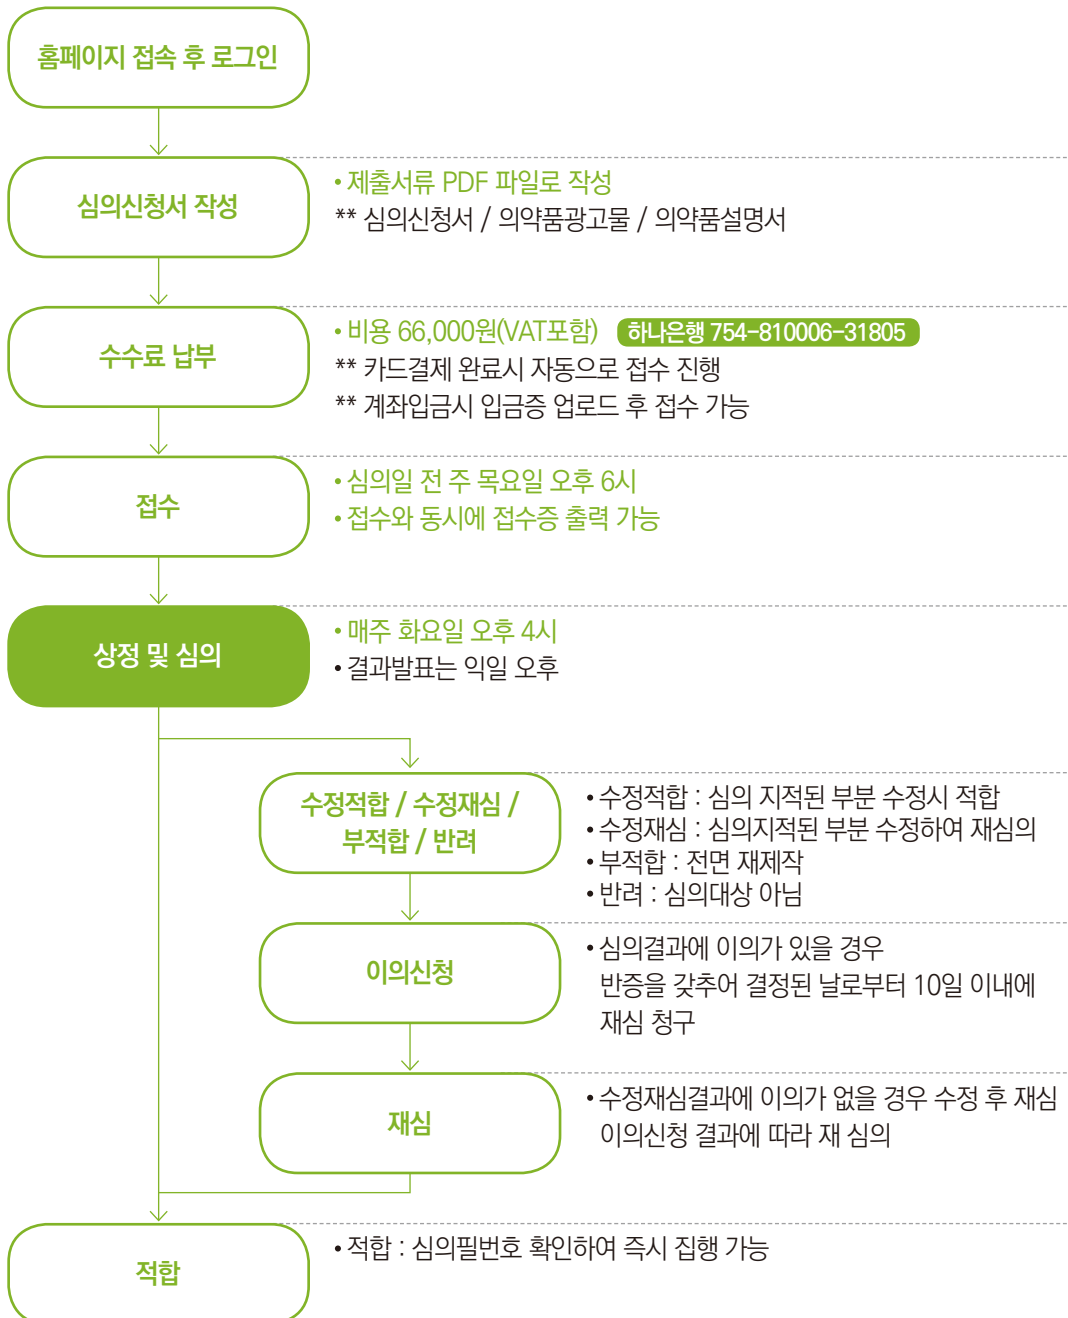 홈페이지 접속 후 로그인
심의신청서 작성
• 제출서류 PDF 파일로 작성
** 심의신청서 / 의약품광고물 / 의약품설명서
수수료 납부
• 비용 66,000원(VAT포함) 하나은행 754-810006-31805
** 카드결제 완료시 자동으로 접수 진행
** 계좌입금시 입금증 업로드 후 접수 가능
접수
• 심의일 전 주 목요일 오후 6시
• 접수와 동시에 접수증 출력 가능
상정 및 심의
• 매주 화요일 오후 4시
• 결과발표는 익일 오후
수정적합 / 수정재심 /
부적합 / 반려
• 수정적합 : 심의 지적된 부분 수정시 적합
• 수정재심 : 심의지적된 부분 수정하여 재심의
• 부적합 : 전면 재제작
• 반려 : 심의대상 아님
이의신청
• 심의결과에 이의가 있을 경우
반증을 갖추어 결정된 날로부터 10일 이내에
재심 청구
재심
• 수정재심결과에 이의가 없을 경우 수정 후 재심
이의신청 결과에 따라 재 심의
적합
• 적합 : 심의필번호 확인하여 즉시 집행 가능